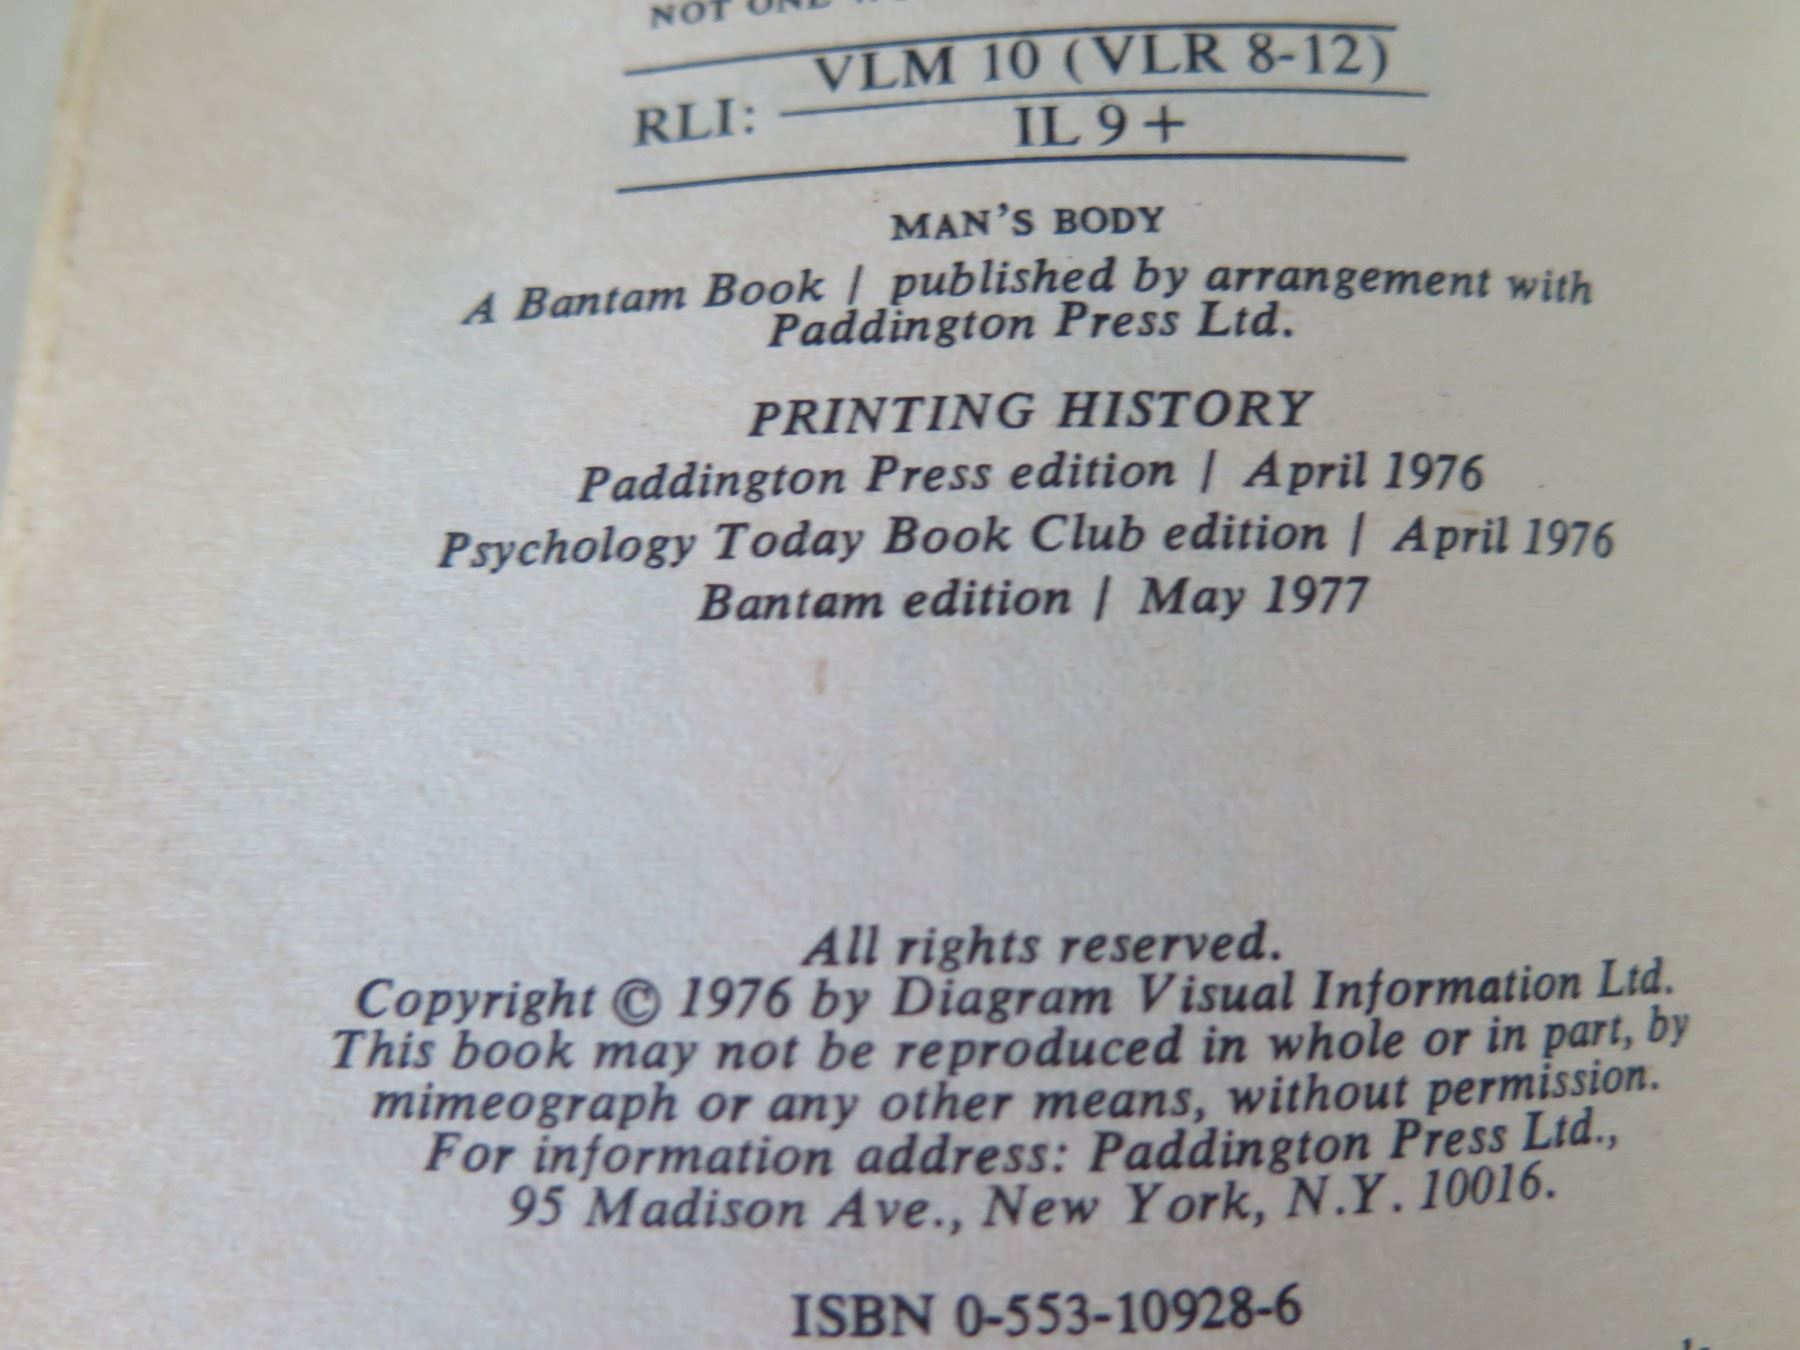 NOT ONE
VLM 10 (VLR 8-12)
RLI:
IL 9+
MAN'S BODY
A Bantam Book / published by arrangement with
Paddington Press Ltd.
PRINTING HISTORY
Paddington Press edition / April 1976
Psychology Today Book Club edition / April 1976
Bantam edition / May 1977
All rights reserved.
Copyright © 1976 by Diagram Visual Information Ltd.
This book may not be reproduced in whole or in part, by
mimeograph or any other means, without permission.
For information address: Paddington Press Ltd.,
95 Madison Ave., New York, N.Y. 10016.
ISBN 0-553-10928-6